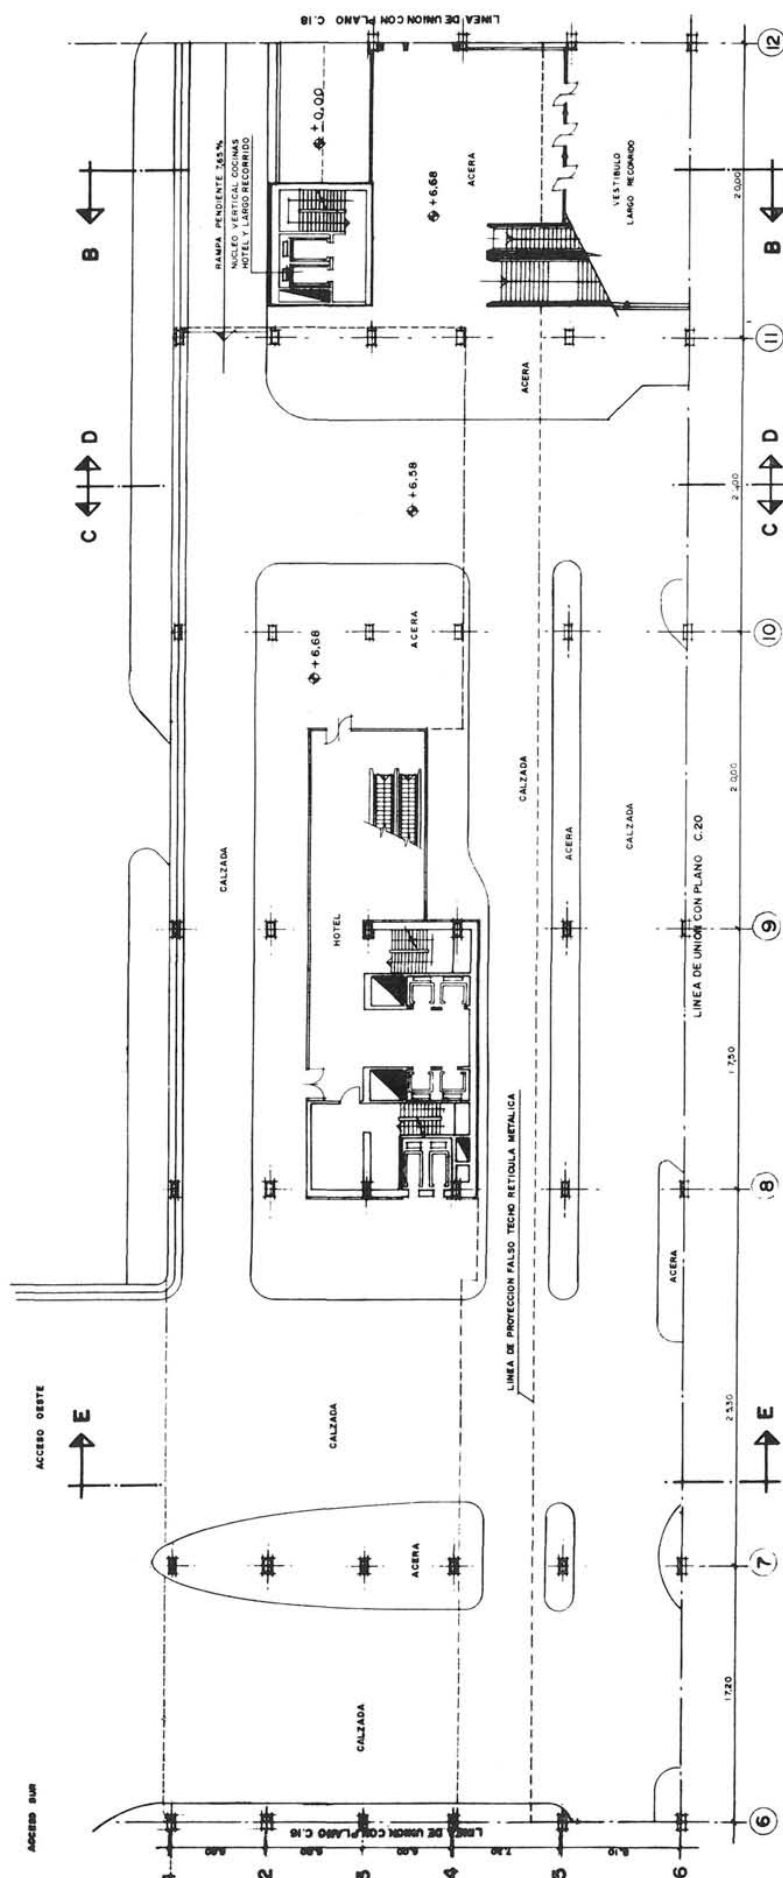 LINEA DE UNION CON PLANO C.18
12
± 0,00
RAMPA PENDIENTE 7,65%
NUCLEO VERTICAL COCINAS
HOTEL Y LARGO RECORRIDO
ACERA
+6,68
VESTIBULO
LARGO RECORRIDO
20,00
B
B
11
ACERA
D
C
D
C
+6,58
ACERA
+6,68
10
CALZADA
CALZADA
CALZADA
ACERA
20,00
HOTEL
LINEA DE UNION CON PLANO C.20
9
17,50
LINEA DE PROYECCION FALSO TECHO RETICULA METALICA
8
ACERA
ACCESO OESTE
E
E
CALZADA
ACERA
7
CALZADA
17,20
ACCESO SUR
LINEA DE UNION CON PLANO C.16
6
1
2
3
4
5
6